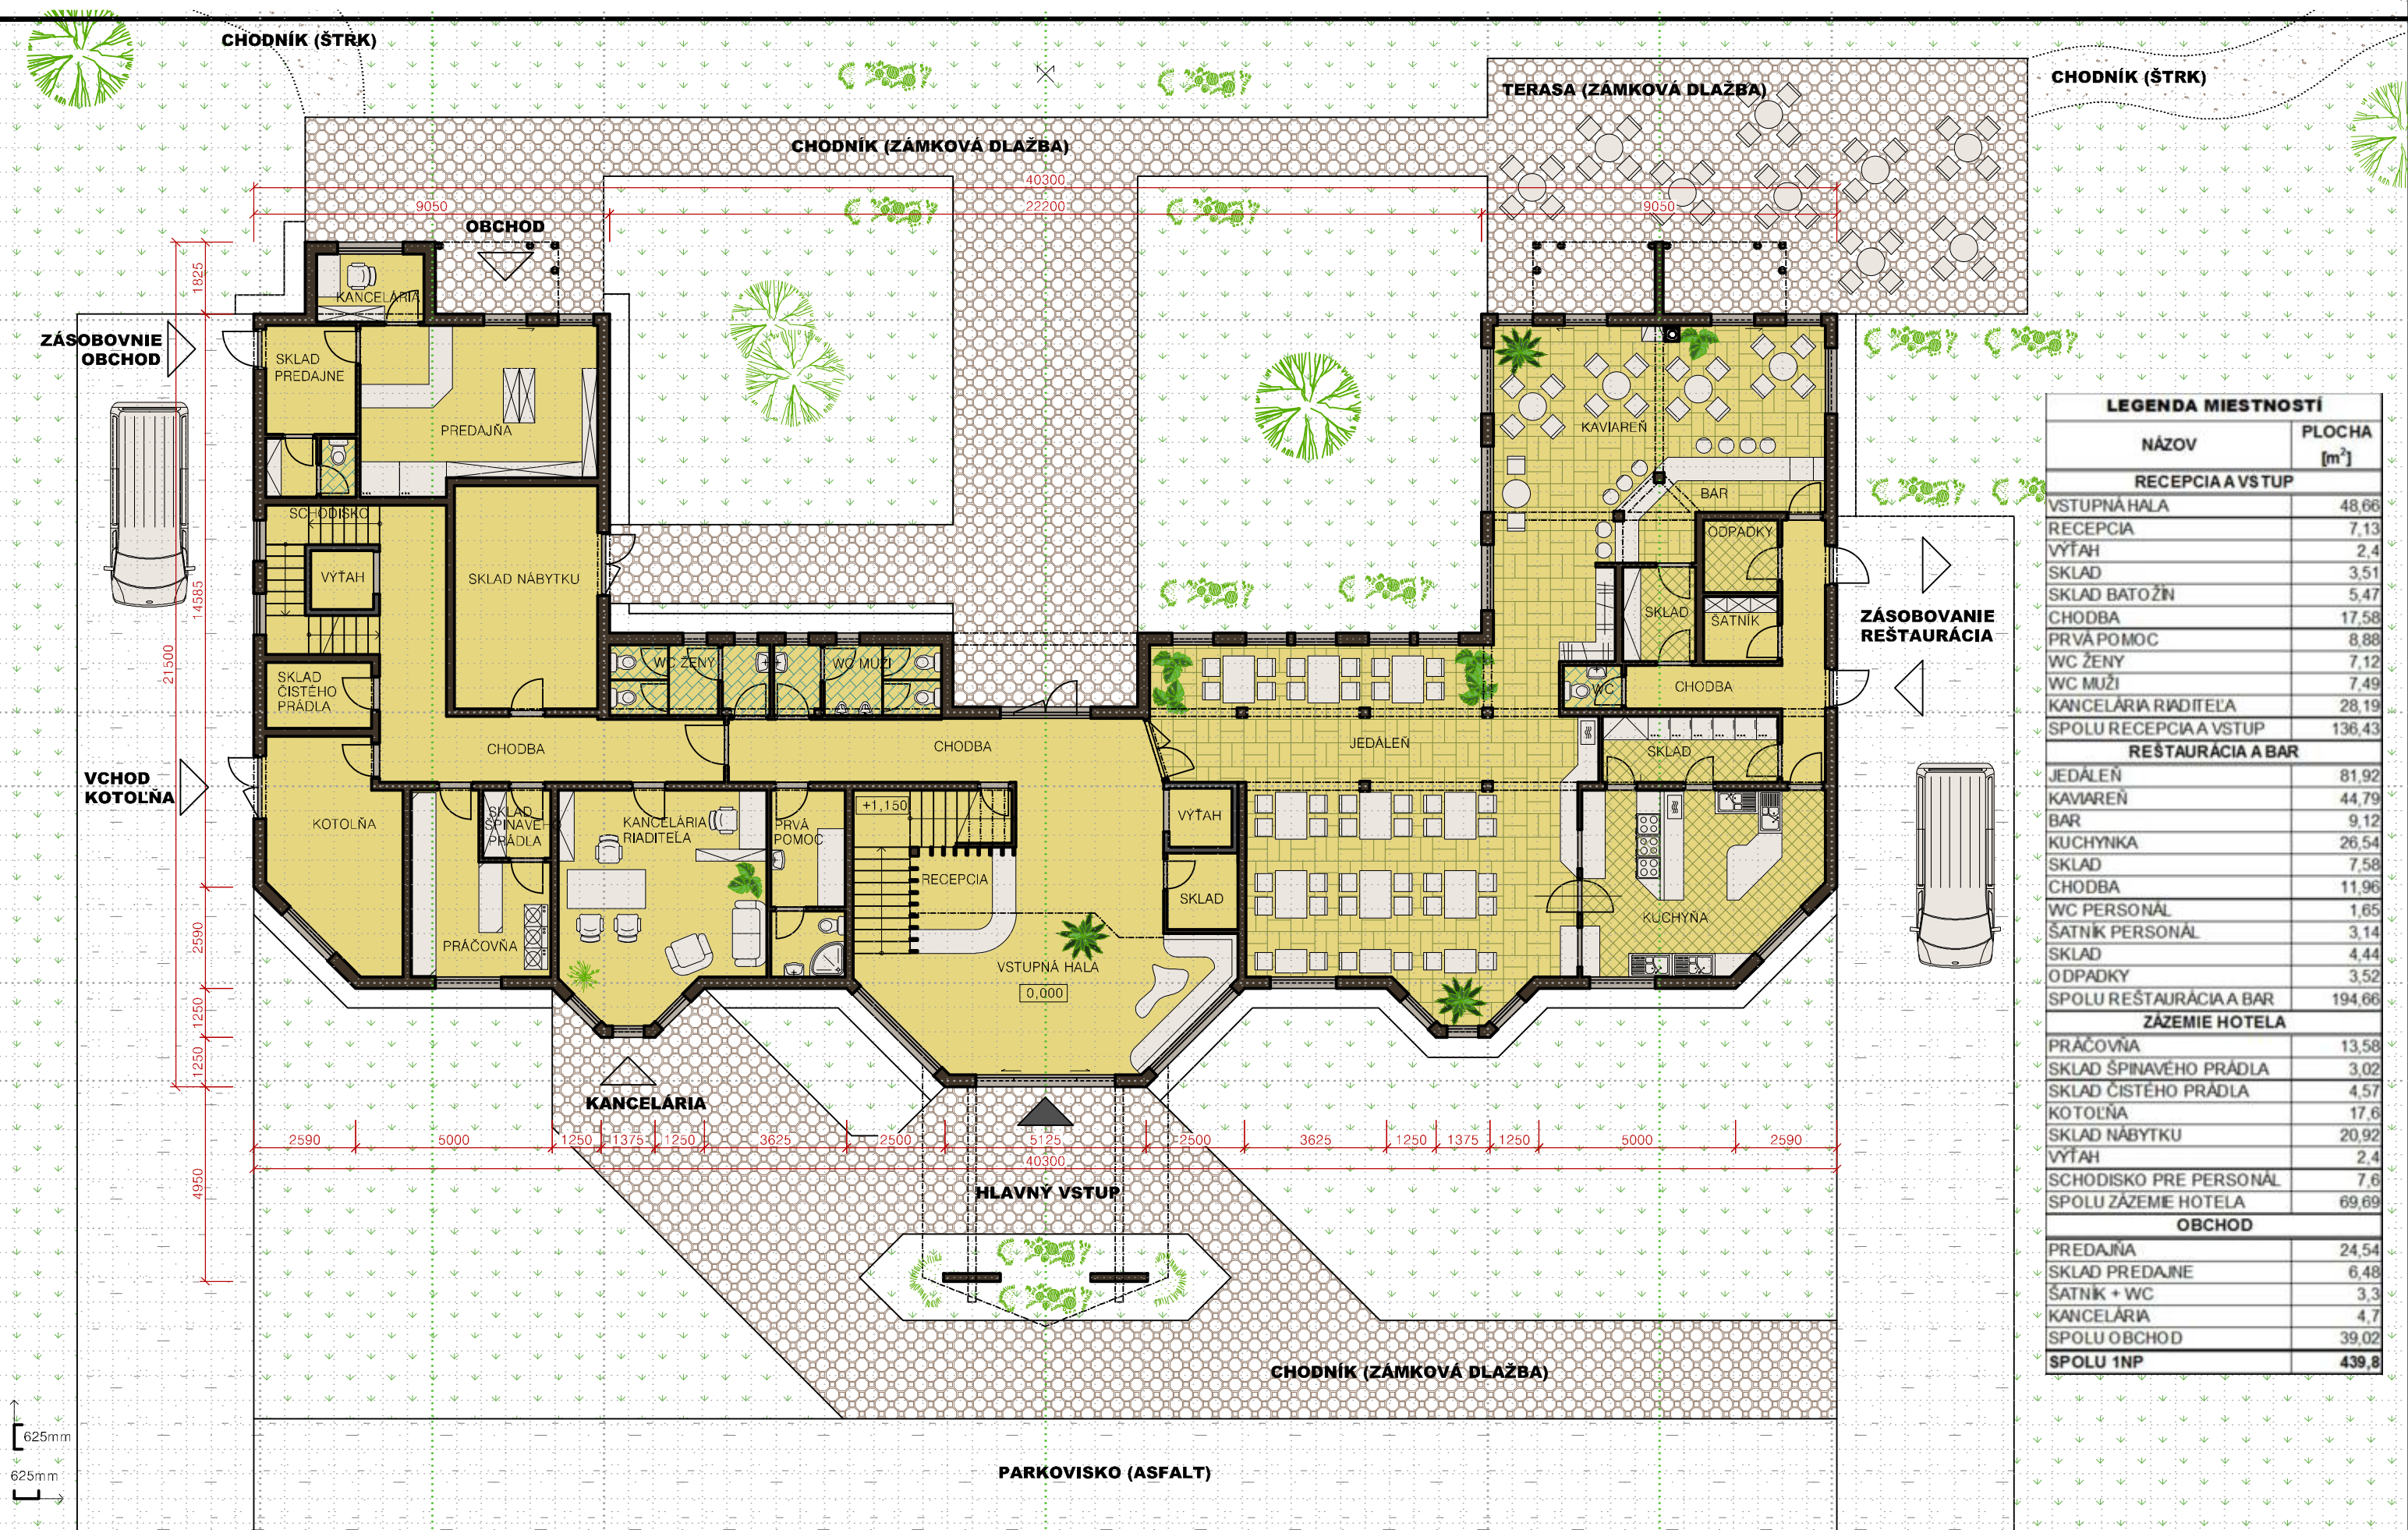 CHODNÍK (ŠTRK)
CHODNÍK (ŠTRK)
TERASA (ZÁMKOVÁ DLAŽBA)
CHODNÍK (ZÁMKOVÁ DLAŽBA)
40300
9050
22200
9050
OBCHOD
1825
KANCELÁRIA
ZÁSOBOVNIE
OBCHOD
SKLAD
PREDAJNE
PREDAJŇA
KAVIAREŇ
BAR
SCHODISKO
VÝŤAH
SKLAD NÁBYTKU
ODPADKY
14585
21500
SKLAD
ŠATNÍK
ZÁSOBOVANIE
REŠTAURÁCIA
WC ŽENY
WC MUŽI
SKLAD
ČISTÉHO
PRÁDLA
WC
CHODBA
CHODBA
CHODBA
JEDÁLEŇ
SKLAD
VCHOD
KOTOLŇA
KOTOLŇA
SKLAD
ŠPINAVÉHO
PRÁDLA
KANCELÁRIA
RIADITEĽA
PRVÁ
POMOC
+1,150
VÝŤAH
RECEPCIA
SKLAD
KUCHYŇA
PRÁČOVŇA
VSTUPNÁ HALA
0,000
2590
1250
1250
4950
KANCELÁRIA
2590
5000
1250
1375
1250
3625
2500
5125
2500
3625
1250
1375
1250
5000
2590
40300
HLAVNÝ VSTUP
CHODNÍK (ZÁMKOVÁ DLAŽBA)
PARKOVISKO (ASFALT)
625mm
625mm
LEGENDA MIESTNOSTÍ
NÁZOV PLOCHA
[m²]
RECEPCIA A VSTUP
VSTUPNÁ HALA 48,66
RECEPCIA 7,13
VÝŤAH 2,4
SKLAD 3,51
SKLAD BATOŽÍN 5,47
CHODBA 17,58
PRVÁ POMOC 8,88
WC ŽENY 7,12
WC MUŽI 7,49
KANCELÁRIA RIADITEĽA 28,19
SPOLU RECEPCIA A VSTUP 136,43
REŠTAURÁCIA A BAR
JEDÁLEŇ 81,92
KAVIAREŇ 44,79
BAR 9,12
KUCHYNKA 26,54
SKLAD 7,58
CHODBA 11,96
WC PERSONÁL 1,65
ŠATNÍK PERSONÁL 3,14
SKLAD 4,44
ODPADKY 3,52
SPOLU REŠTAURÁCIA A BAR 194,66
ZÁZEMIE HOTELA
PRÁČOVŇA 13,58
SKLAD ŠPINAVÉHO PRÁDLA 3,02
SKLAD ČISTÉHO PRÁDLA 4,57
KOTOĽŇA 17,6
SKLAD NÁBYTKU 20,92
VÝŤAH 2,4
SCHODISKO PRE PERSONÁL 7,6
SPOLU ZÁZEMIE HOTELA 69,69
OBCHOD
PREDAJŇA 24,54
SKLAD PREDAJNE 6,48
ŠATNÍK + WC 3,3
KANCELÁRIA 4,7
SPOLU OBCHOD 39,02
SPOLU 1NP 439,8